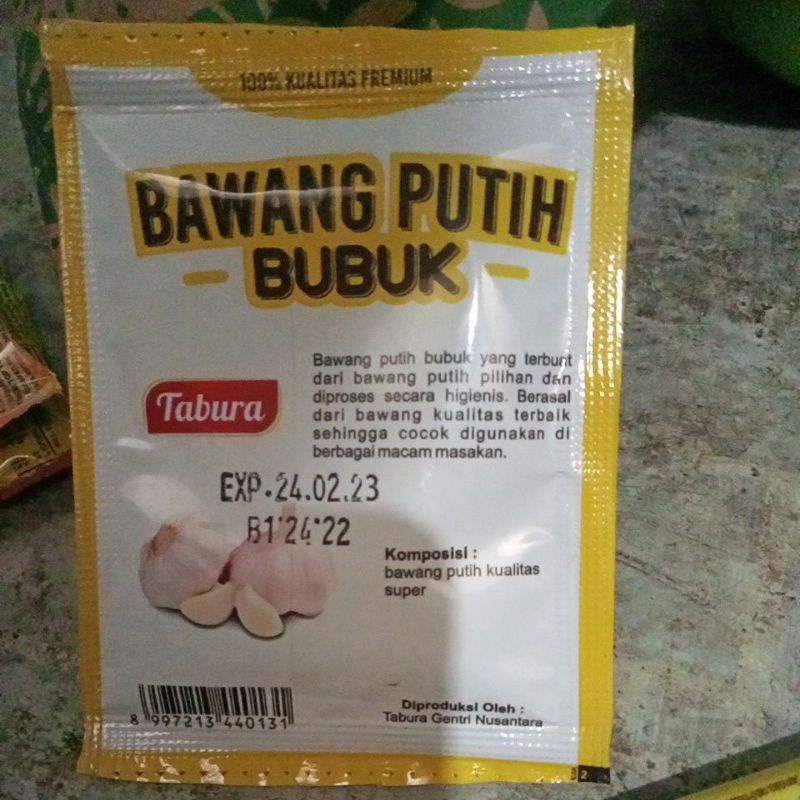 100% KUALITAS PREMIUM
BAWANG PUTIH
BUBUK
Tabura
Bawang putih bubuk yang terbuat
dari bawang putih pilihan dan
diproses secara higienis. Berasal
dari bawang kualitas terbaik
sehingga cocok digunakan di
berbagai macam masakan.
EXP.24.02.23
B1'24'22
Komposisi :
bawang putih kualitas
super
8 997213 440131
Diproduksi Oleh :
Tabura Gentri Nusantara
2